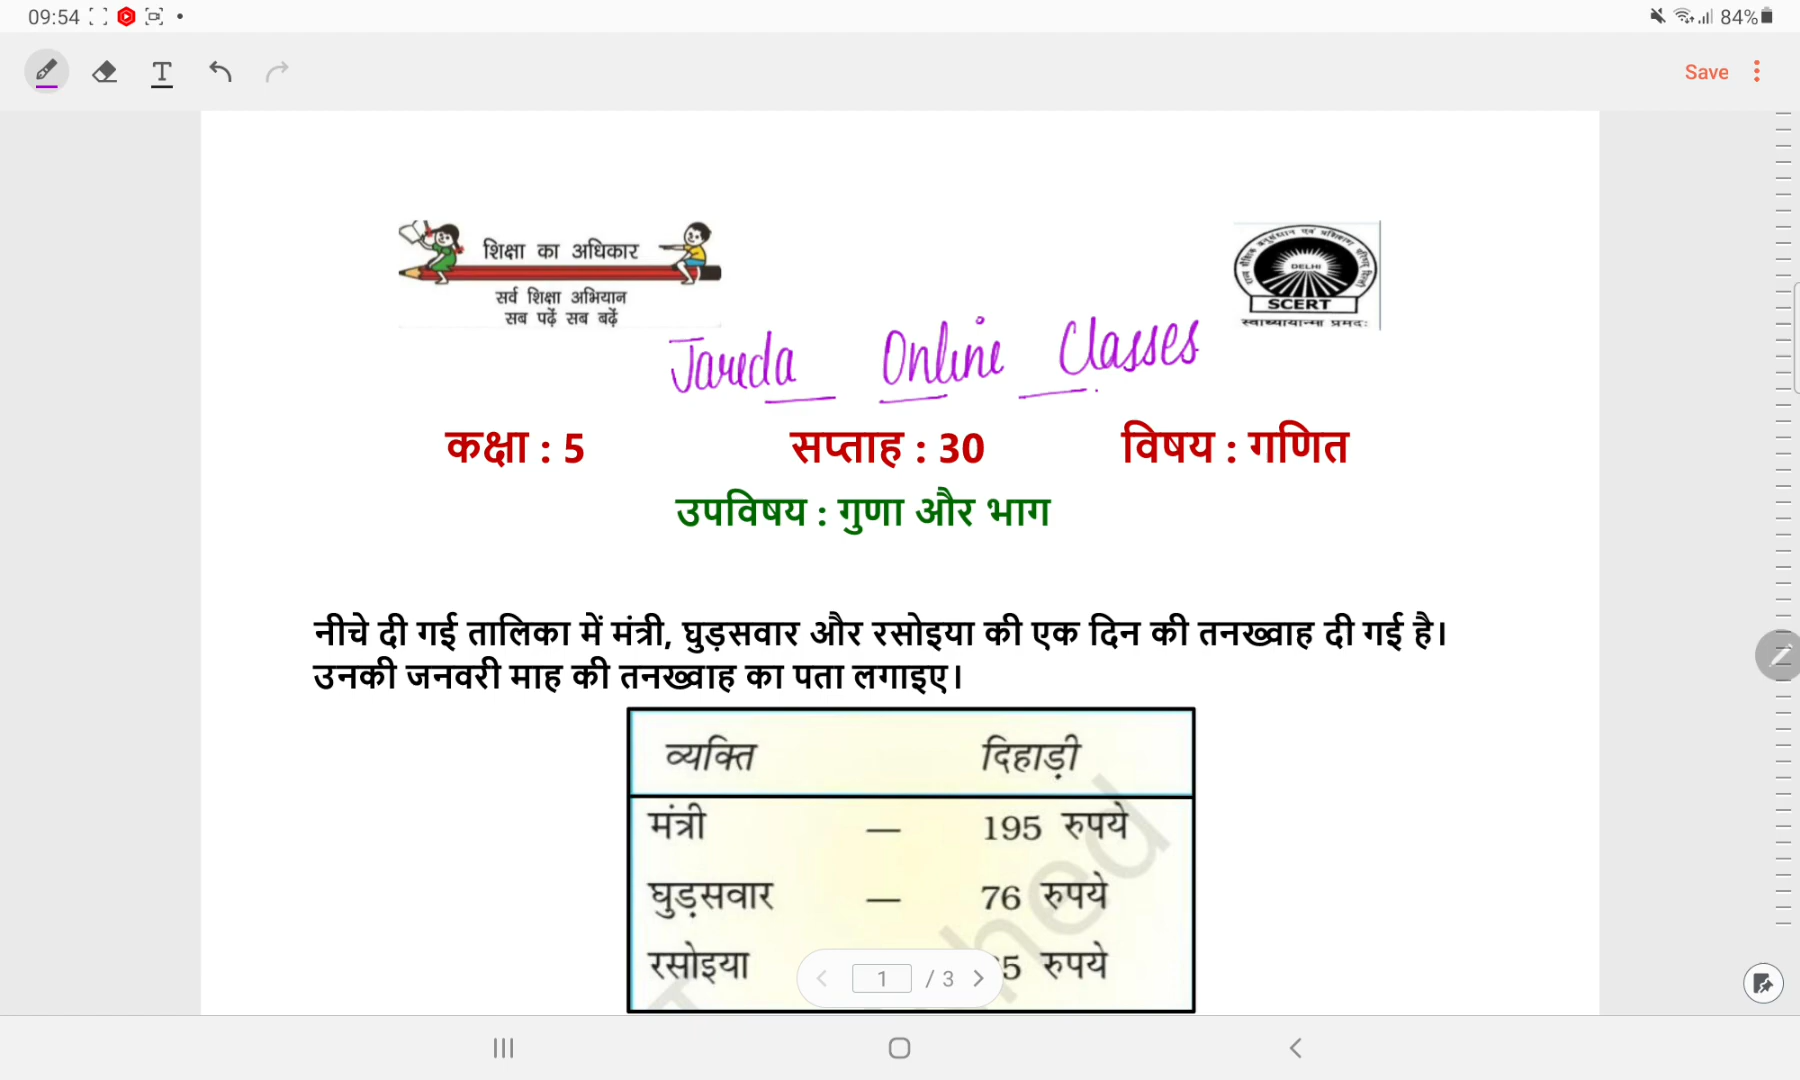 09:54
84%
T
Save
शिक्षा का अधिकार
सर्व शिक्षा अभियान
सब पढ़ें सब बढ़ें
DELHI
SCERT
Online Classes
कक्षा : 5 सप्ताह : 30 विषय : गणित
उपविषय : गुणा और भाग
नीचे दी गई तालिका में मंत्री, घुड़सवार और रसोइया की एक दिन की तनख्वाह दी गई है।
उनकी जनवरी माह की तनख्वाह का पता लगाइए।
व्यक्ति दिहाड़ी
मंत्री — 195 रुपये
घुड़सवार — 76 रुपये
रसोइया 5 रुपये
1 / 3